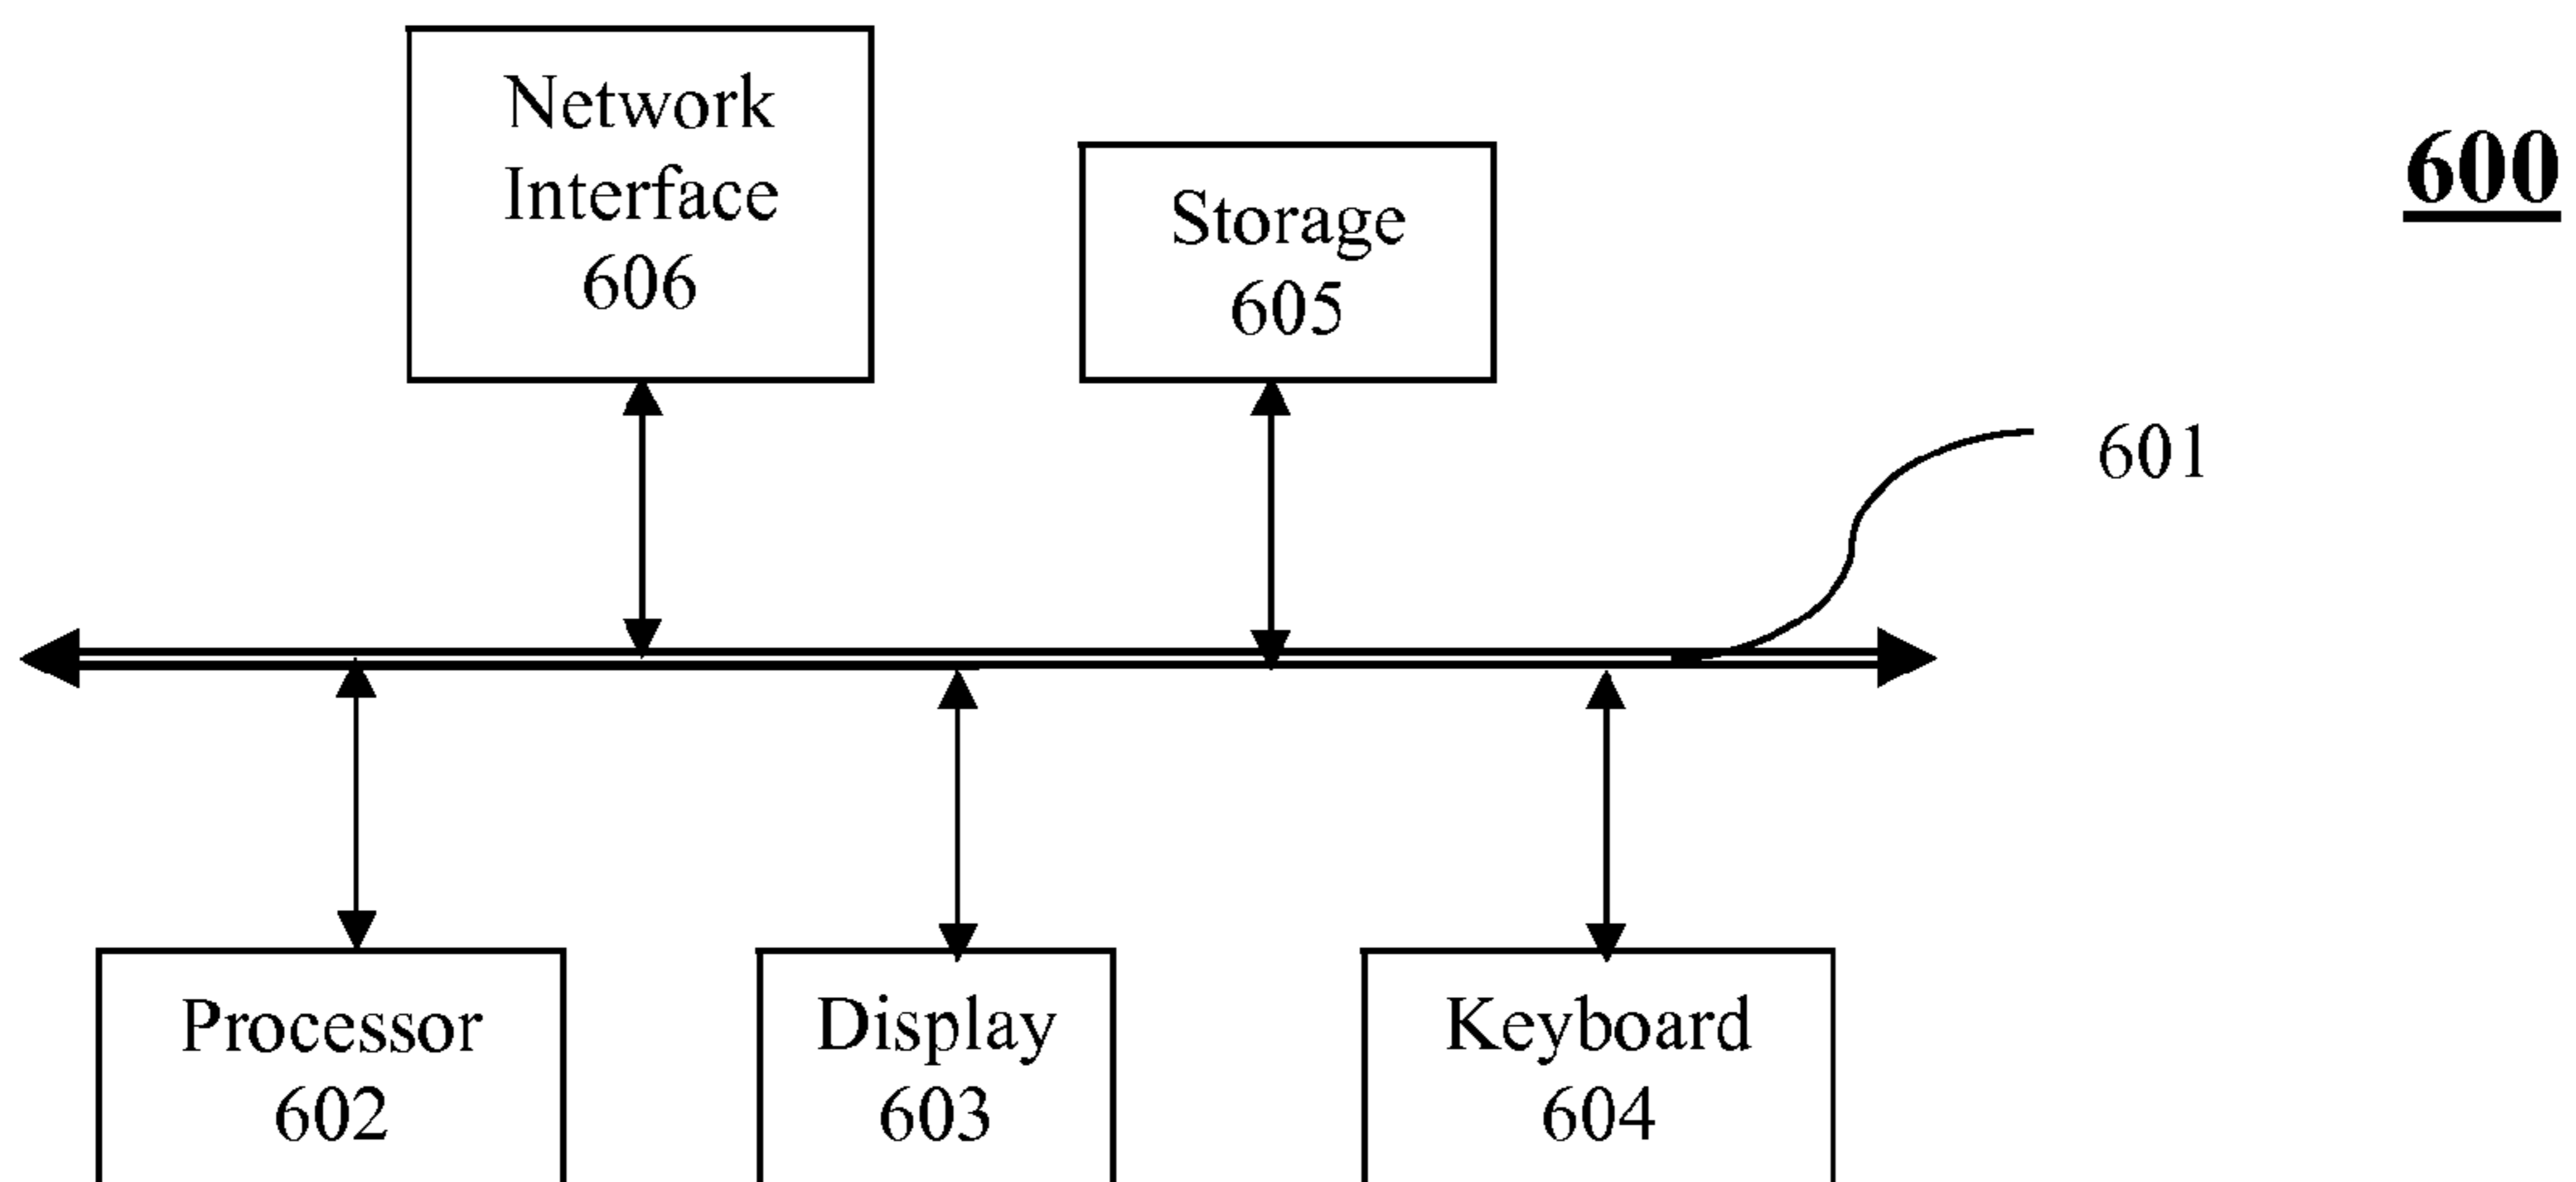 Network
Interface
606
Storage
605
600
601
Processor
602
Display
603
Keyboard
604